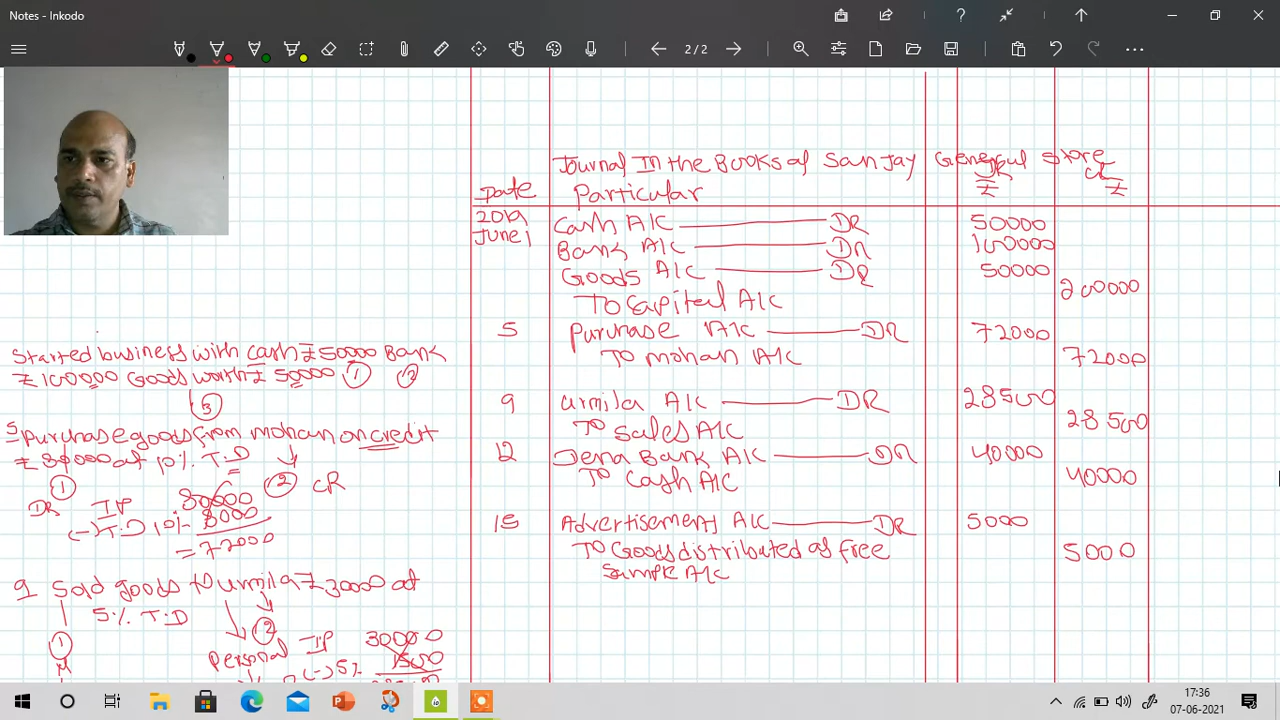 Notes - Inkodo
2/2
Journal In the Books of Sanjay General Store
Date Particular DR ₹ CR ₹
2019
June 1 Cash A/C DR 50000
Bank A/C DR 100000
Goods A/C DR 50000
To Capital A/C 200000
5 Purchase A/C DR 72000
To Mohan A/C 72000
9 urmila A/C DR 28500
To Sales A/C 28500
12 Dena Bank A/C DR 40000
To Cash A/C 40000
15 Advertisement A/C DR 5000
To Goods distributed as free 5000
Sample A/C
Started business with cash ₹ 50000 Bank
₹ 100000 Goods worth ₹ 50000 1 2
3
5 Purchase goods from mohan on credit
₹ 80000 at 10% T.D
1 2 CR
DR I.P 80000
(-) T.D 10% 8000
= 72000
9 Sold goods to urmila ₹ 30000 at
5% T.D
1 2
Personal I.P 30000
(-) 5% 1500
17:36
07-06-2021